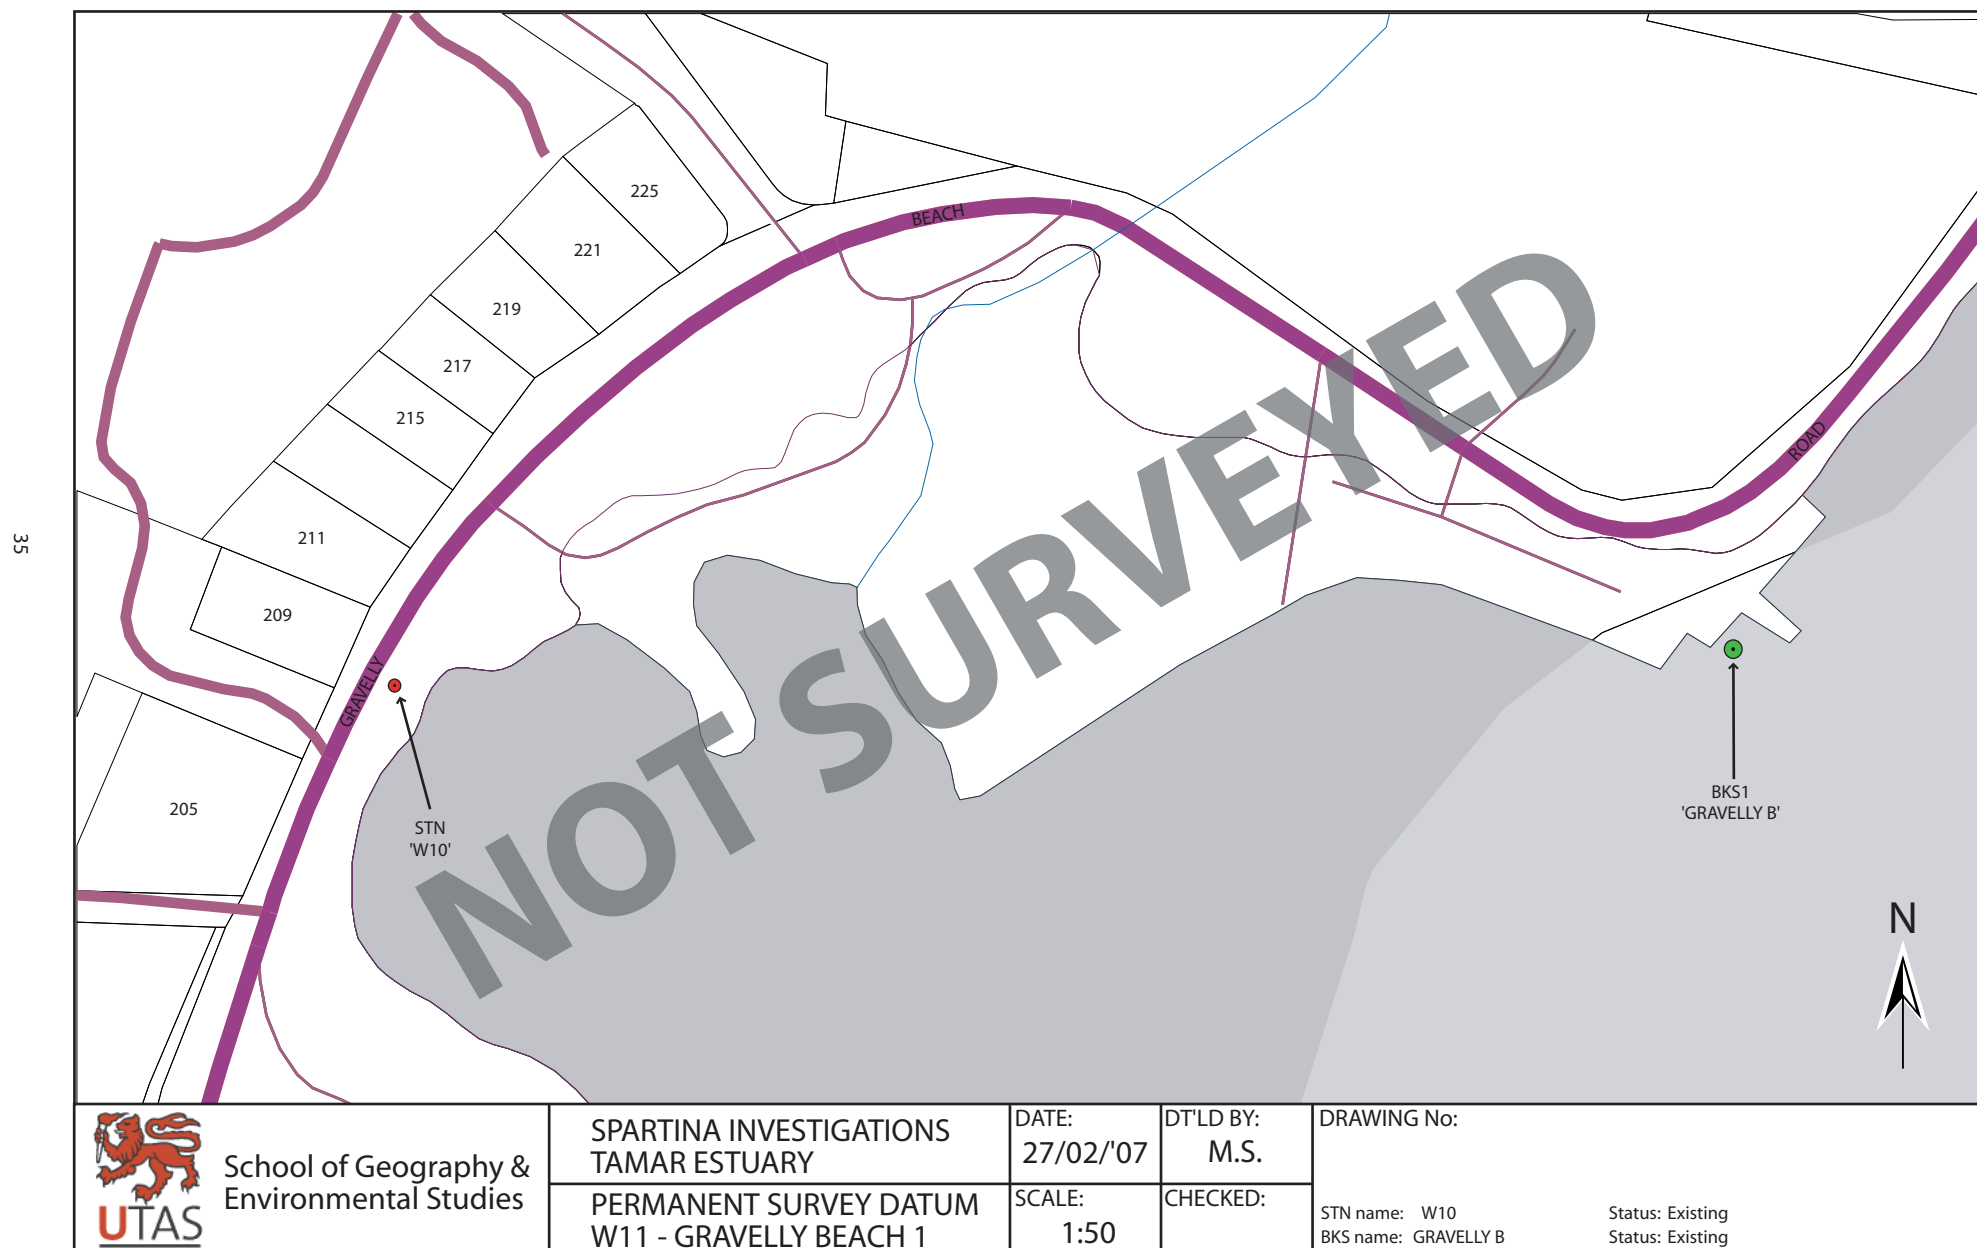 35
225
221
219
217
215
211
209
205
BEACH
GRAVELLY
ROAD
NOT SURVEYED
STN
'W10'
BKS1
'GRAVELLY B'
N
UTAS
School of Geography &
Environmental Studies
SPARTINA INVESTIGATIONS
TAMAR ESTUARY
PERMANENT SURVEY DATUM
W11 - GRAVELLY BEACH 1
DATE:
27/02/'07
SCALE:
1:50
DT'LD BY:
M.S.
CHECKED:
DRAWING No:
STN name: W10 Status: Existing
BKS name: GRAVELLY B Status: Existing